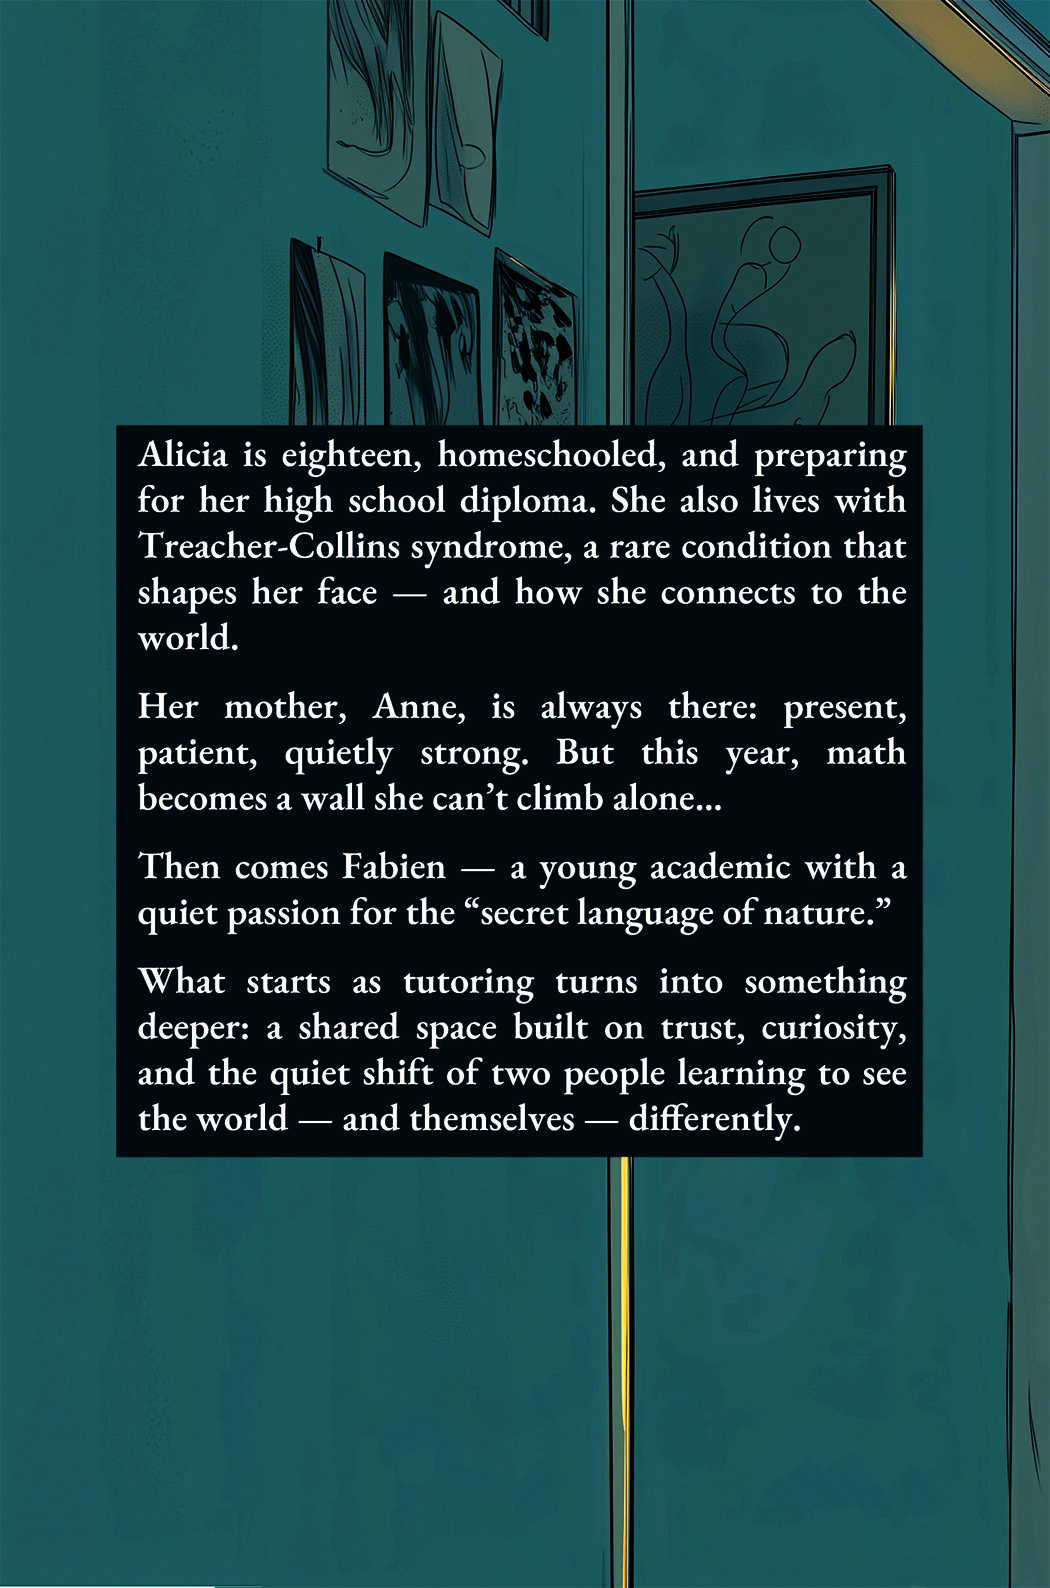 Alicia is eighteen, homeschooled, and preparing
for her high school diploma. She also lives with
Treacher-Collins syndrome, a rare condition that
shapes her face — and how she connects to the
world.
Her mother, Anne, is always there: present,
patient, quietly strong. But this year, math
becomes a wall she can’t climb alone...
Then comes Fabien — a young academic with a
quiet passion for the “secret language of nature.”
What starts as tutoring turns into something
deeper: a shared space built on trust, curiosity,
and the quiet shift of two people learning to see
the world — and themselves — differently.